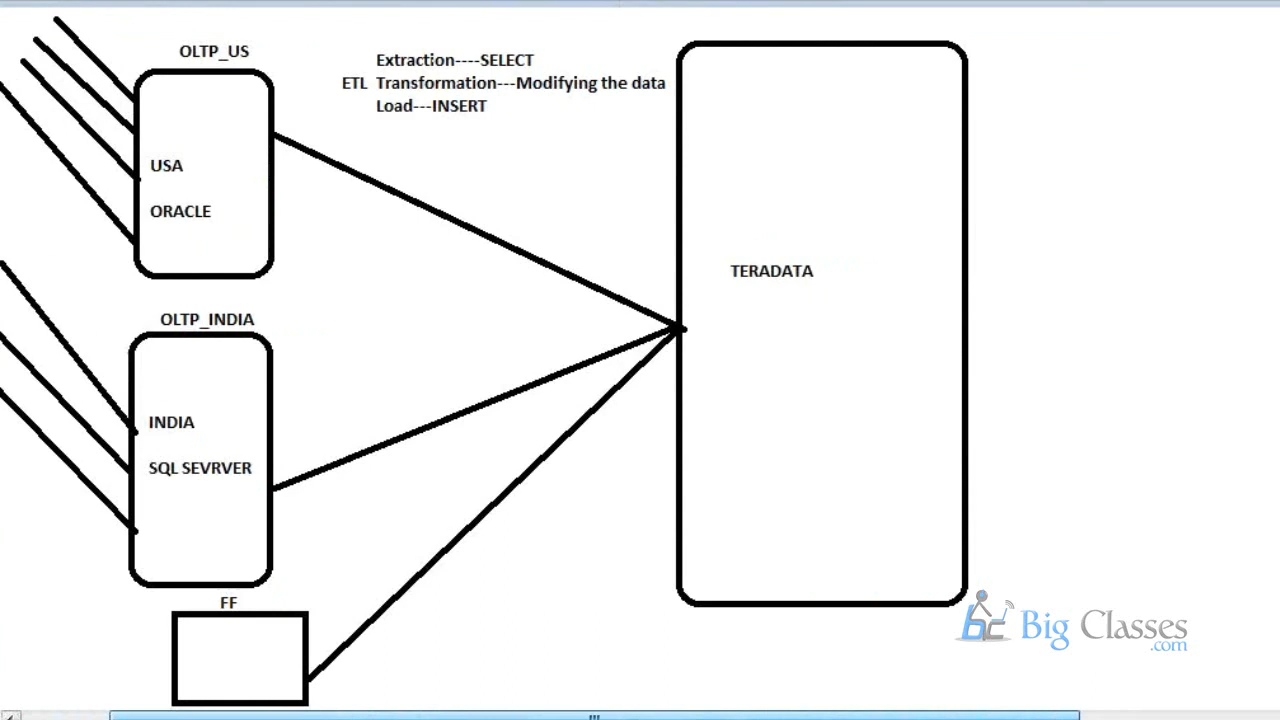 OLTP_US
Extraction----SELECT
ETL Transformation---Modifying the data
Load---INSERT
USA
ORACLE
TERADATA
OLTP_INDIA
INDIA
SQL SEVRVER
FF
bc Big Classes
.com